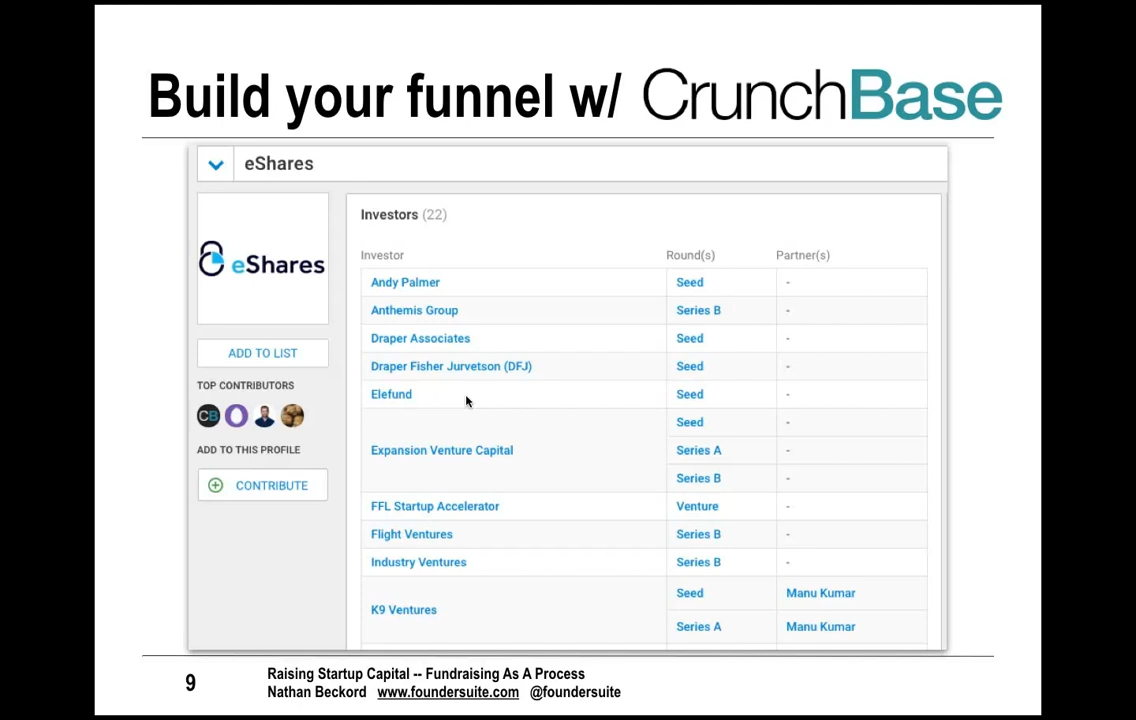 Build your funnel w/ CrunchBase
eShares
eShares
Investors (22)
Investor Round(s) Partner(s)
Andy Palmer Seed -
Anthemis Group Series B -
Draper Associates Seed -
Draper Fisher Jurvetson (DFJ) Seed -
Elefund Seed -
Seed -
Expansion Venture Capital Series A -
Series B -
FFL Startup Accelerator Venture -
Flight Ventures Series B -
Industry Ventures Series B -
K9 Ventures
Seed Manu Kumar
Series A Manu Kumar
ADD TO LIST
TOP CONTRIBUTORS
CB
ADD TO THIS PROFILE
CONTRIBUTE
9
Raising Startup Capital -- Fundraising As A Process
Nathan Beckord www.foundersuite.com @foundersuite